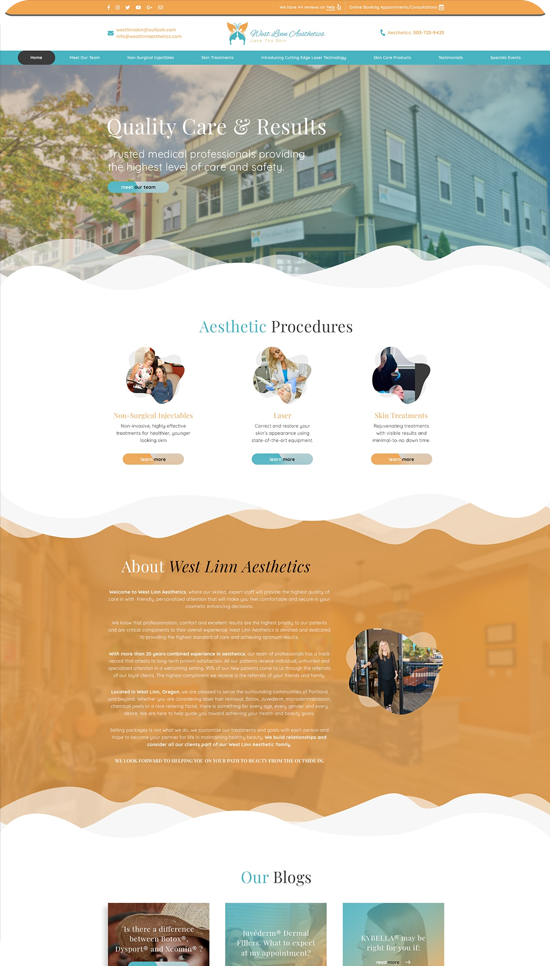 We have 44 reviews on Yelp
Online Booking Appointments/Consultations
westlinnskin@outlook.com
info@westlinnaesthetics.com
West Linn Aesthetics
Love The Skin
Aesthetics: 503-723-5425
Home
Meet Our Team
Non-Surgical Injectibles
Skin Treatments
Introducing Cutting Edge Laser Technology
Skin Care Products
Testimonials
Specials Events
Quality Care & Results
Trusted medical professionals providing
the highest level of care and safety.
meet our team
Aesthetic Procedures
Non-Surgical Injectables
Non-invasive, highly effective
treatments for healthier, younger
looking skin.
learn more
Laser
Correct and restore your
skin's appearance using
state-of-the-art equipment.
learn more
Skin Treatments
Rejuvenating treatments
with visible results and
minimal-to-no down time.
learn more
About West Linn Aesthetics
Welcome to West Linn Aesthetics, where our skilled, expert staff will provide the highest quality of
care in with friendly, personalized attention that will make you feel comfortable and secure in your
cosmetic enhancing decisions.
We know that professionalism, comfort and excellent results are the highest priority to our patients
and are critical components to their overall experience. West Linn Aesthetics is devoted and dedicated
to providing the highest standard of care and achieving optimum results.
With more than 20 years combined experience in aesthetics, our team of professionals has a track
record that attests to long-term patient satisfaction. All our patients receive individual, unhurried and
specialized attention in a welcoming setting. 95% of our new patients come to us through the referrals
of our loyal clients. The highest compliment we receive is the referrals of your friends and family.
Located in West Linn, Oregon, we are pleased to serve the surrounding communities of Portland
and beyond. Whether you are considering laser hair removal, Botox, Juvederm, microdermabrasion,
chemical peels or a face relieving facial, there is something for every age, every gender and every
desire. We are here to help guide you toward achieving your health and beauty goals.
Selling packages is not what we do, we customize our treatments and goals with each person and
hope to become your partner for life in maintaining healthy beauty. We build relationships and
consider all our clients part of our West Linn Aesthetic family.
WE LOOK FORWARD TO HELPING YOU ON YOUR PATH TO BEAUTY FROM THE OUTSIDE IN.
Our Blogs
Is there a difference
between Botox®,
Dysport® and Xeomin® ?
Juvéderm® Dermal
Fillers. What to expect
at my appointment?
KYBELLA® may be
right for you if:
read more